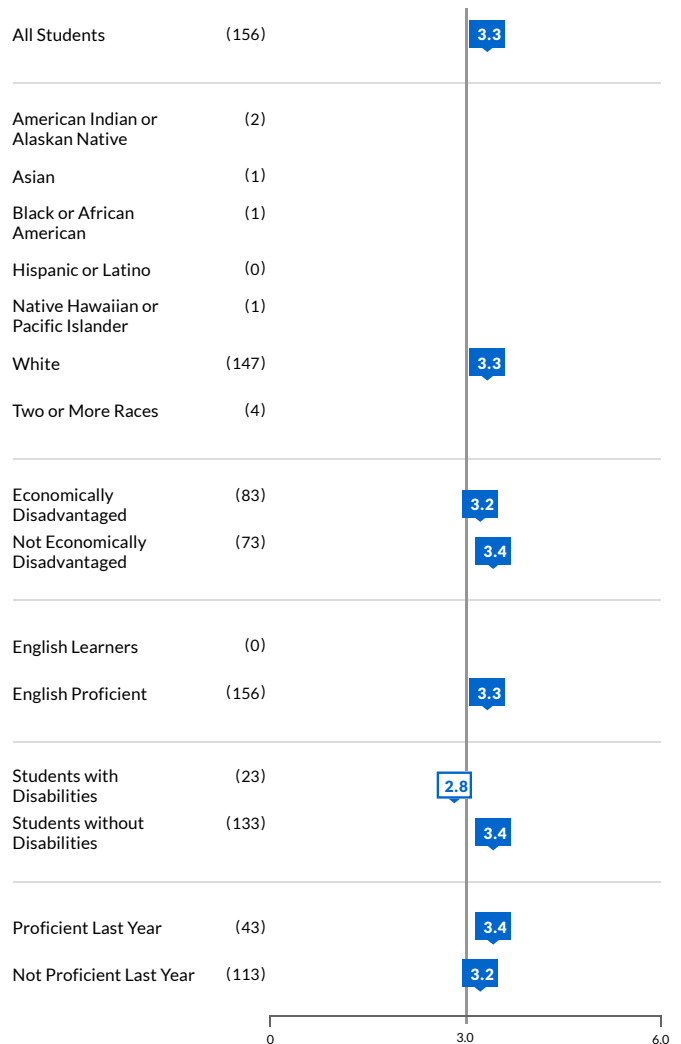 All Students (156) 3.3
American Indian or (2)
Alaskan Native
Asian (1)
Black or African (1)
American
Hispanic or Latino (0)
Native Hawaiian or (1)
Pacific Islander
White (147) 3.3
Two or More Races (4)
Economically (83) 3.2
Disadvantaged
Not Economically (73) 3.4
Disadvantaged
English Learners (0)
English Proficient (156) 3.3
Students with (23) 2.8
Disabilities
Students without (133) 3.4
Disabilities
Proficient Last Year (43) 3.4
Not Proficient Last Year (113) 3.2
0 3.0 6.0